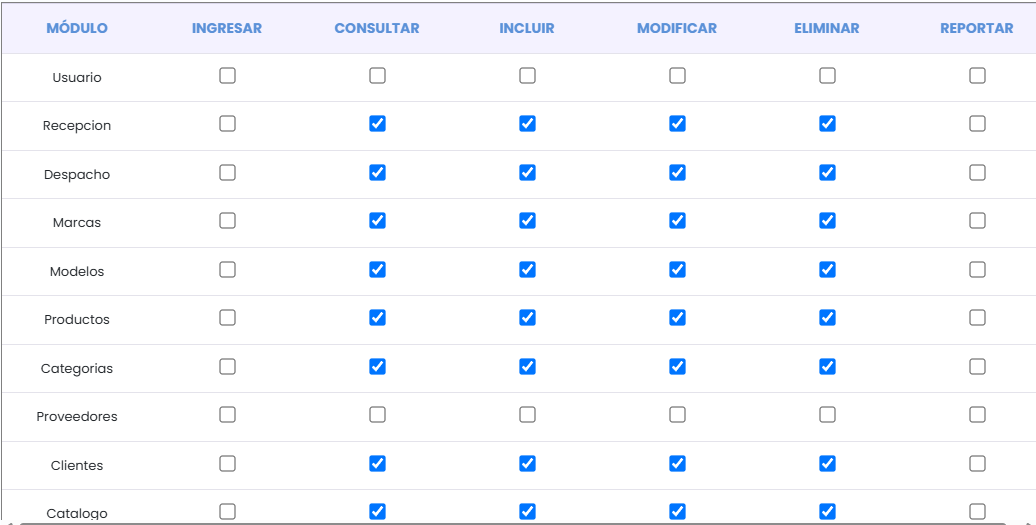 MÓDULO INGRESAR CONSULTAR INCLUIR MODIFICAR ELIMINAR REPORTAR
Usuario
Recepcion
Despacho
Marcas
Modelos
Productos
Categorias
Proveedores
Clientes
Catalogo